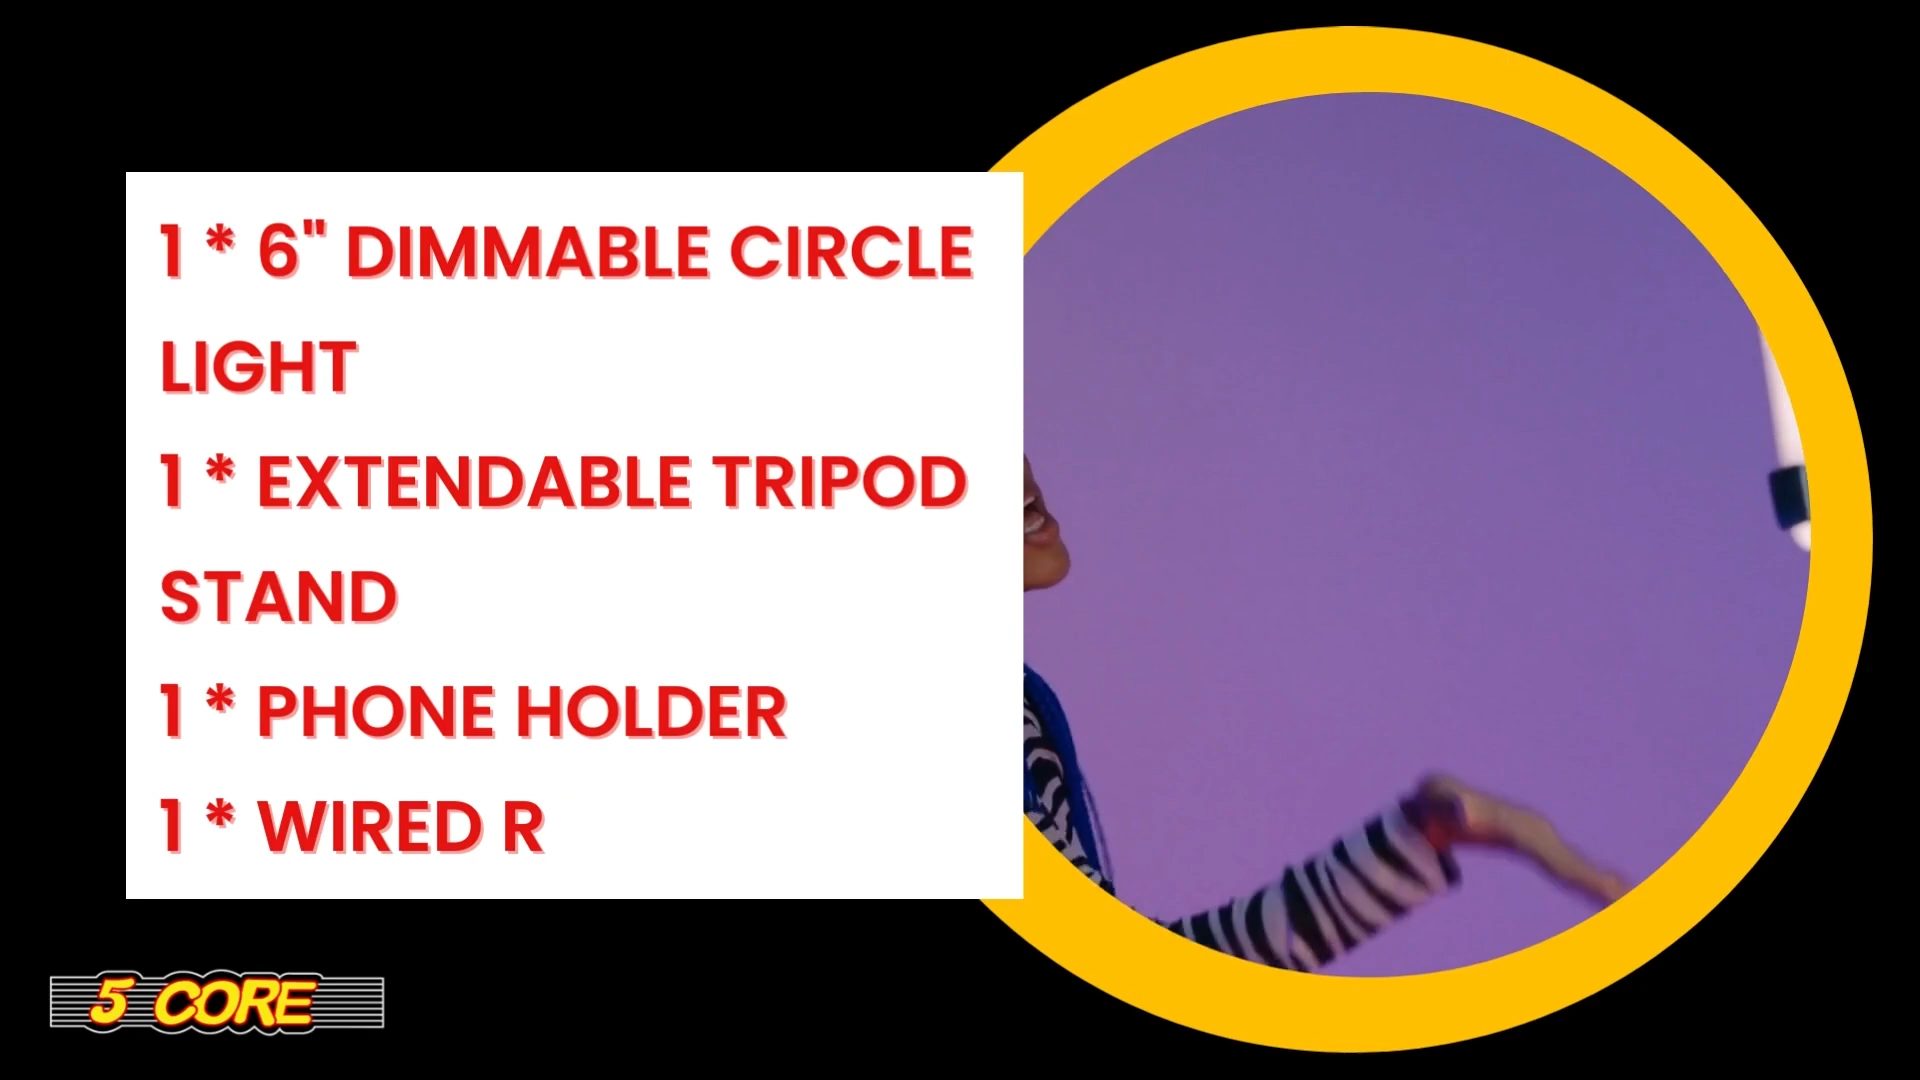 1 * 6" DIMMABLE CIRCLE
LIGHT
1 * EXTENDABLE TRIPOD
STAND
1 * PHONE HOLDER
1 * WIRED R
5 CORE